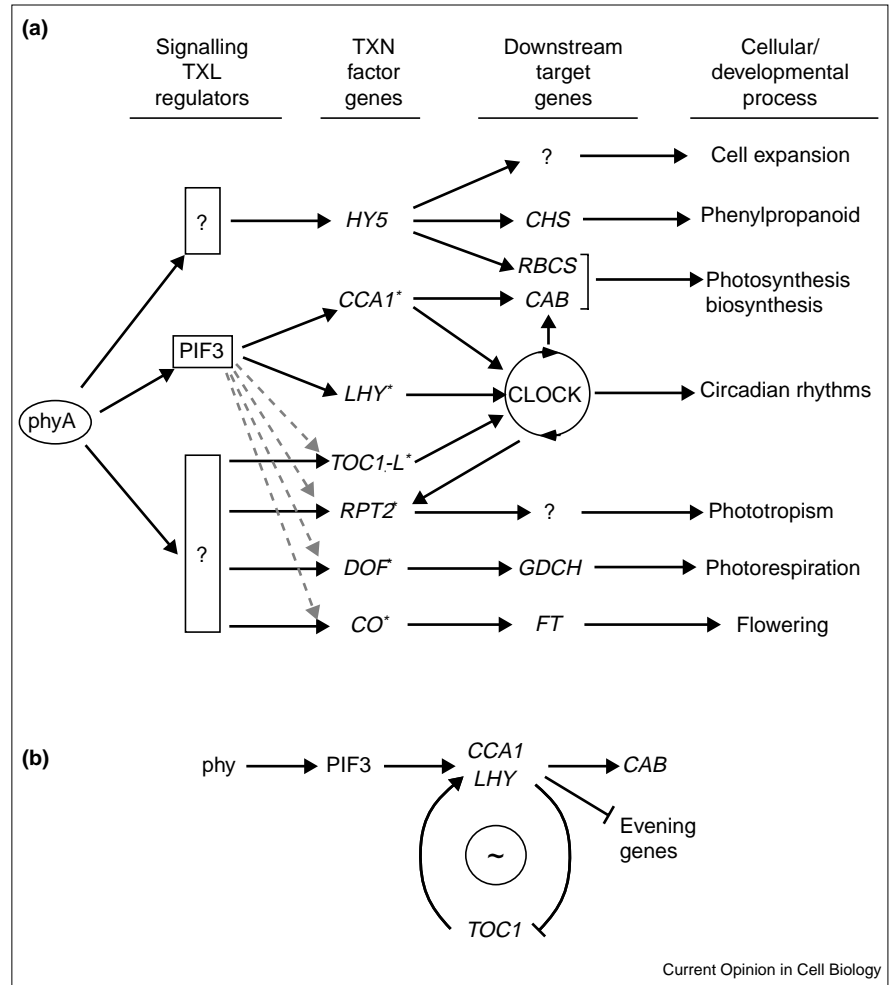 (a)
Signalling
TXL
regulators
TXN
factor
genes
Downstream
target
genes
Cellular/
developmental
process
? Cell expansion
? HY5 CHS Phenylpropanoid
RBCS
CCA1* CAB
Photosynthesis
biosynthesis
PIF3
phyA
LHY* CLOCK Circadian rhythms
TOC1-L*
RPT2* ? Phototropism
?
DOF* GDCH Photorespiration
CO* FT Flowering
(b)
phy PIF3 CCA1
LHY
CAB
Evening
genes
~
TOC1
Current Opinion in Cell Biology